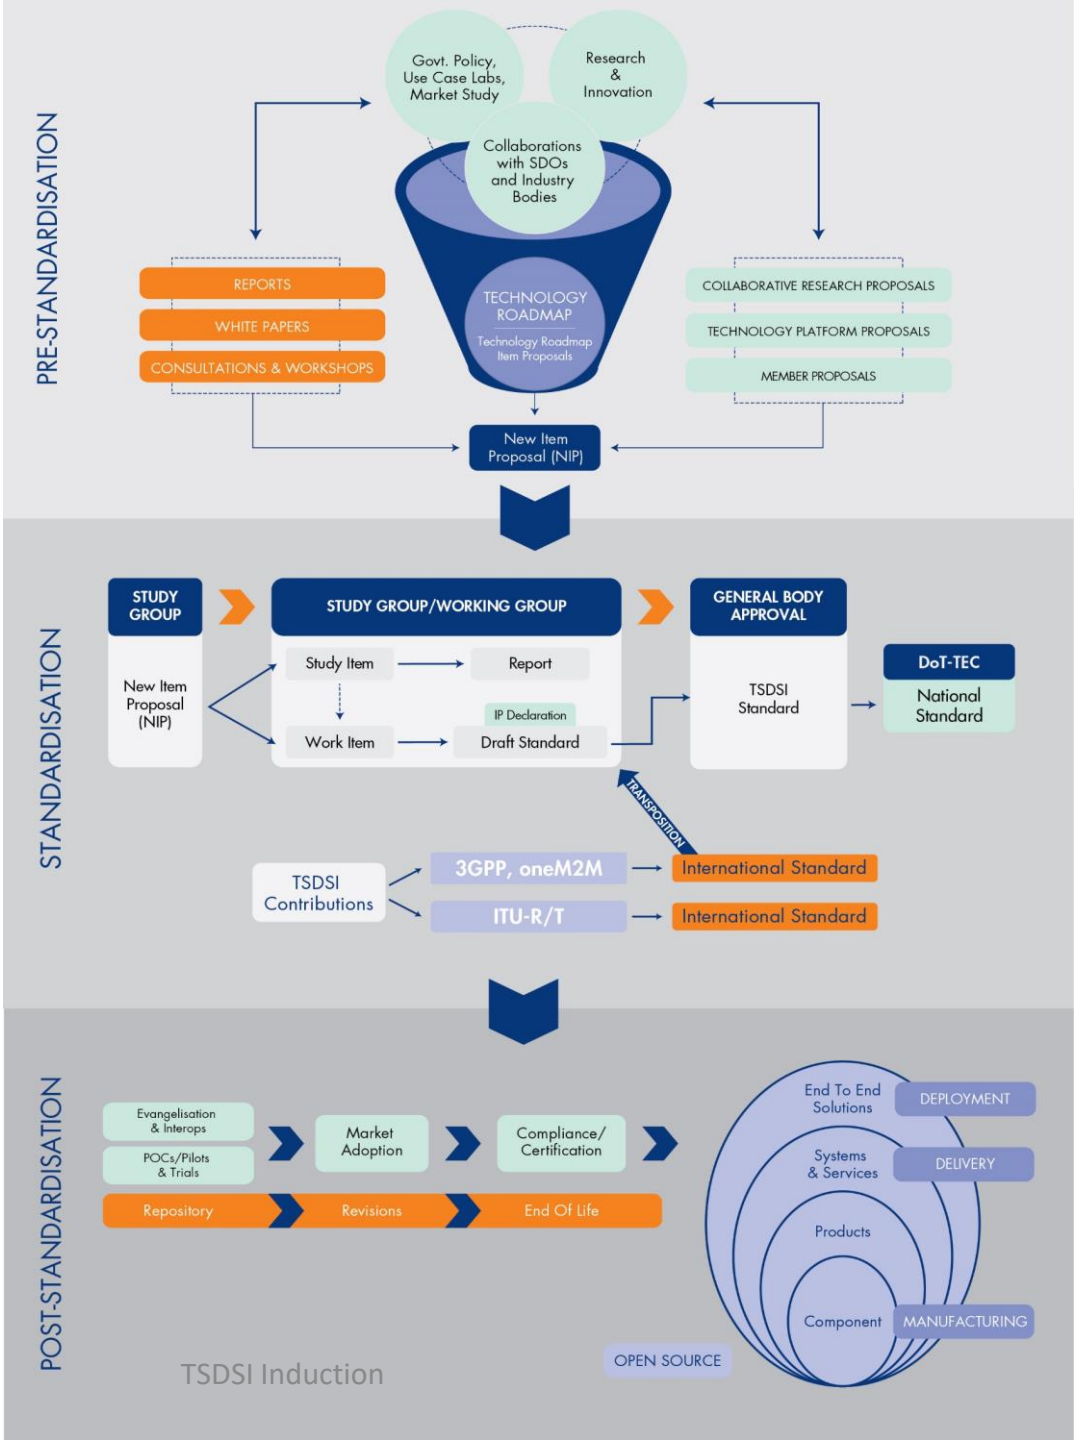 PRE-STANDARDISATION
Govt. Policy,
Use Case Labs,
Market Study
Research
&
Innovation
Collaborations
with SDOs
and Industry
Bodies
REPORTS
WHITE PAPERS
CONSULTATIONS & WORKSHOPS
TECHNOLOGY
ROADMAP
Technology Roadmap
Item Proposals
COLLABORATIVE RESEARCH PROPOSALS
TECHNOLOGY PLATFORM PROPOSALS
MEMBER PROPOSALS
New Item
Proposal (NIP)
STANDARDISATION
STUDY
GROUP
New Item
Proposal
(NIP)
STUDY GROUP/WORKING GROUP
Study Item
Report
IP Declaration
Work Item
Draft Standard
GENERAL BODY
APPROVAL
TSDSI
Standard
DoT-TEC
National
Standard
TRANSPOSITION
TSDSI
Contributions
3GPP, oneM2M
International Standard
ITU-R/T
International Standard
POST-STANDARDISATION
Evangelisation
& Interops
POCs/Pilots
& Trials
Market
Adoption
Compliance/
Certification
Repository
Revisions
End Of Life
End To End
Solutions
DEPLOYMENT
Systems
& Services
DELIVERY
Products
Component
MANUFACTURING
OPEN SOURCE
TSDSI Induction